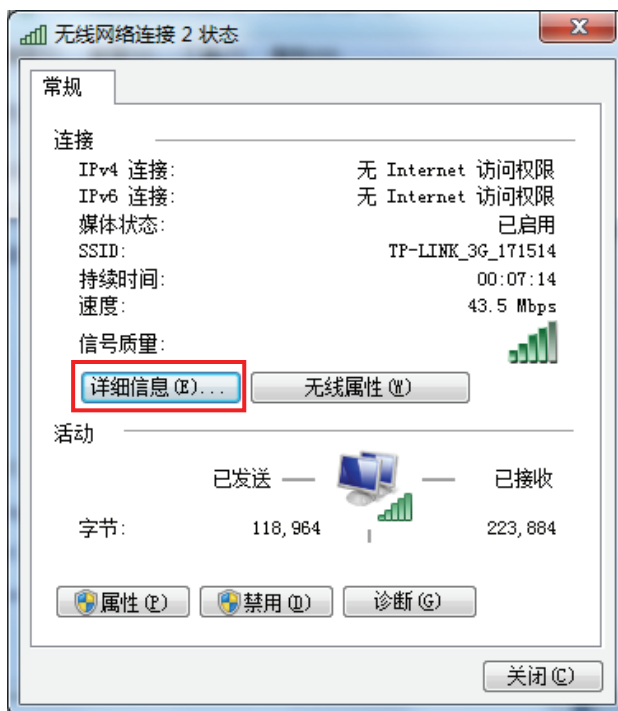 无线网络连接 2 状态
常规
连接
IPv4 连接: 无 Internet 访问权限
IPv6 连接: 无 Internet 访问权限
媒体状态: 已启用
SSID: TP-LINK_3G_171514
持续时间: 00:07:14
速度: 43.5 Mbps
信号质量:
详细信息(E)... 无线属性(W)
活动
已发送 — — 已接收
字节: 118,964 223,884
属性(P) 禁用(D) 诊断(G)
关闭(C)